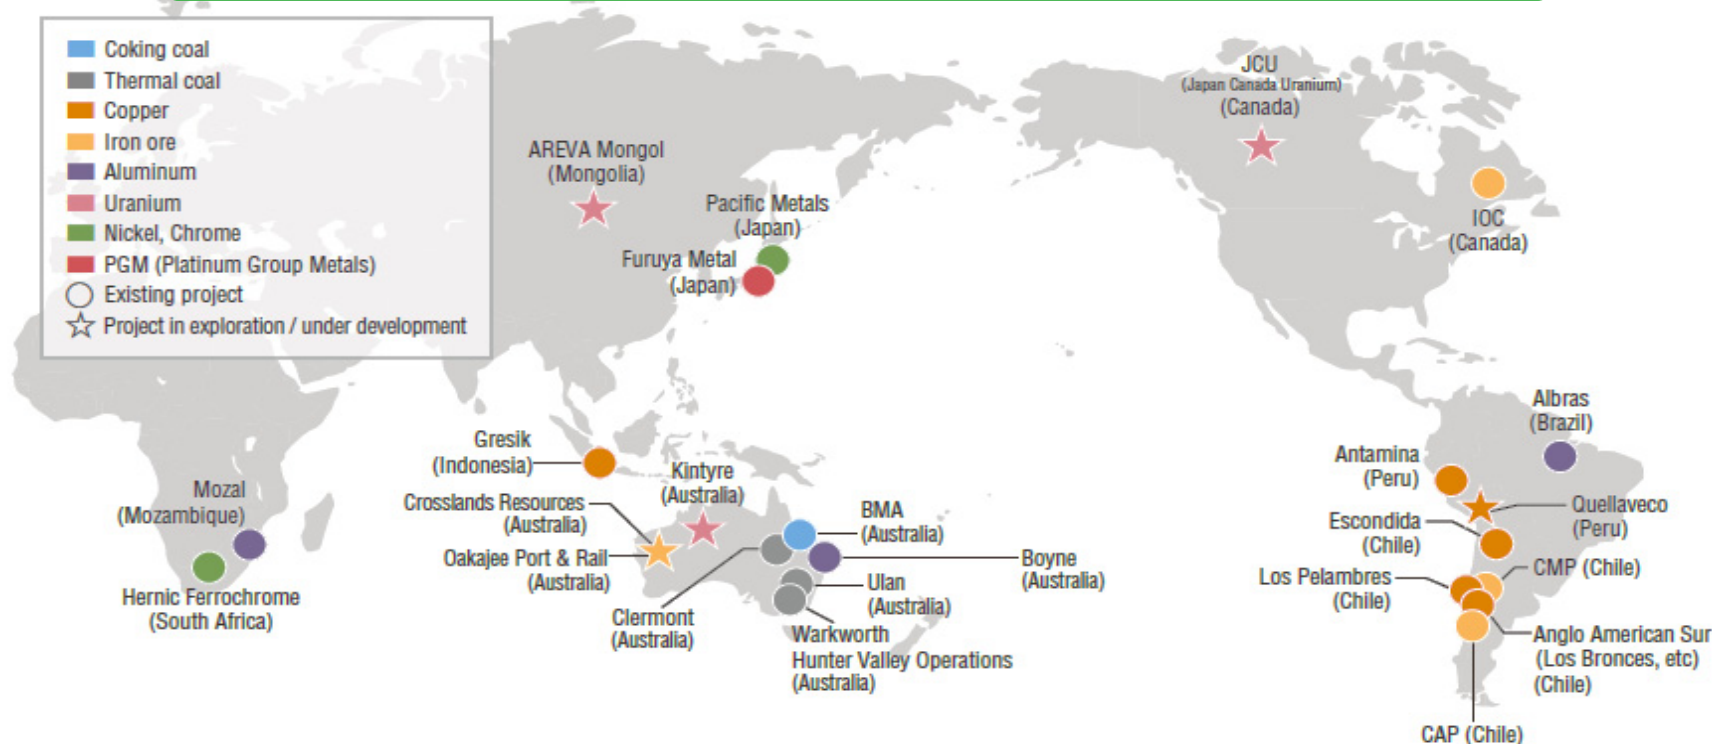 Coking coal
Thermal coal
Copper
Iron ore
Aluminum
Uranium
Nickel, Chrome
PGM (Platinum Group Metals)
Existing project
Project in exploration / under development
JCU
(Japan Canada Uranium)
(Canada)
AREVA Mongol
(Mongolia)
Pacific Metals
(Japan)
Furuya Metal
(Japan)
IOC
(Canada)
Albras
(Brazil)
Antamina
(Peru)
Quellaveco
(Peru)
Escondida
(Chile)
CMP (Chile)
Los Pelambres
(Chile)
Anglo American Sur
(Los Bronces, etc)
(Chile)
CAP (Chile)
Gresik
(Indonesia)
Kintyre
(Australia)
Crosslands Resources
(Australia)
Oakajee Port & Rail
(Australia)
BMA
(Australia)
Boyne
(Australia)
Ulan
(Australia)
Clermont
(Australia)
Warkworth
Hunter Valley Operations
(Australia)
Mozal
(Mozambique)
Hernic Ferrochrome
(South Africa)